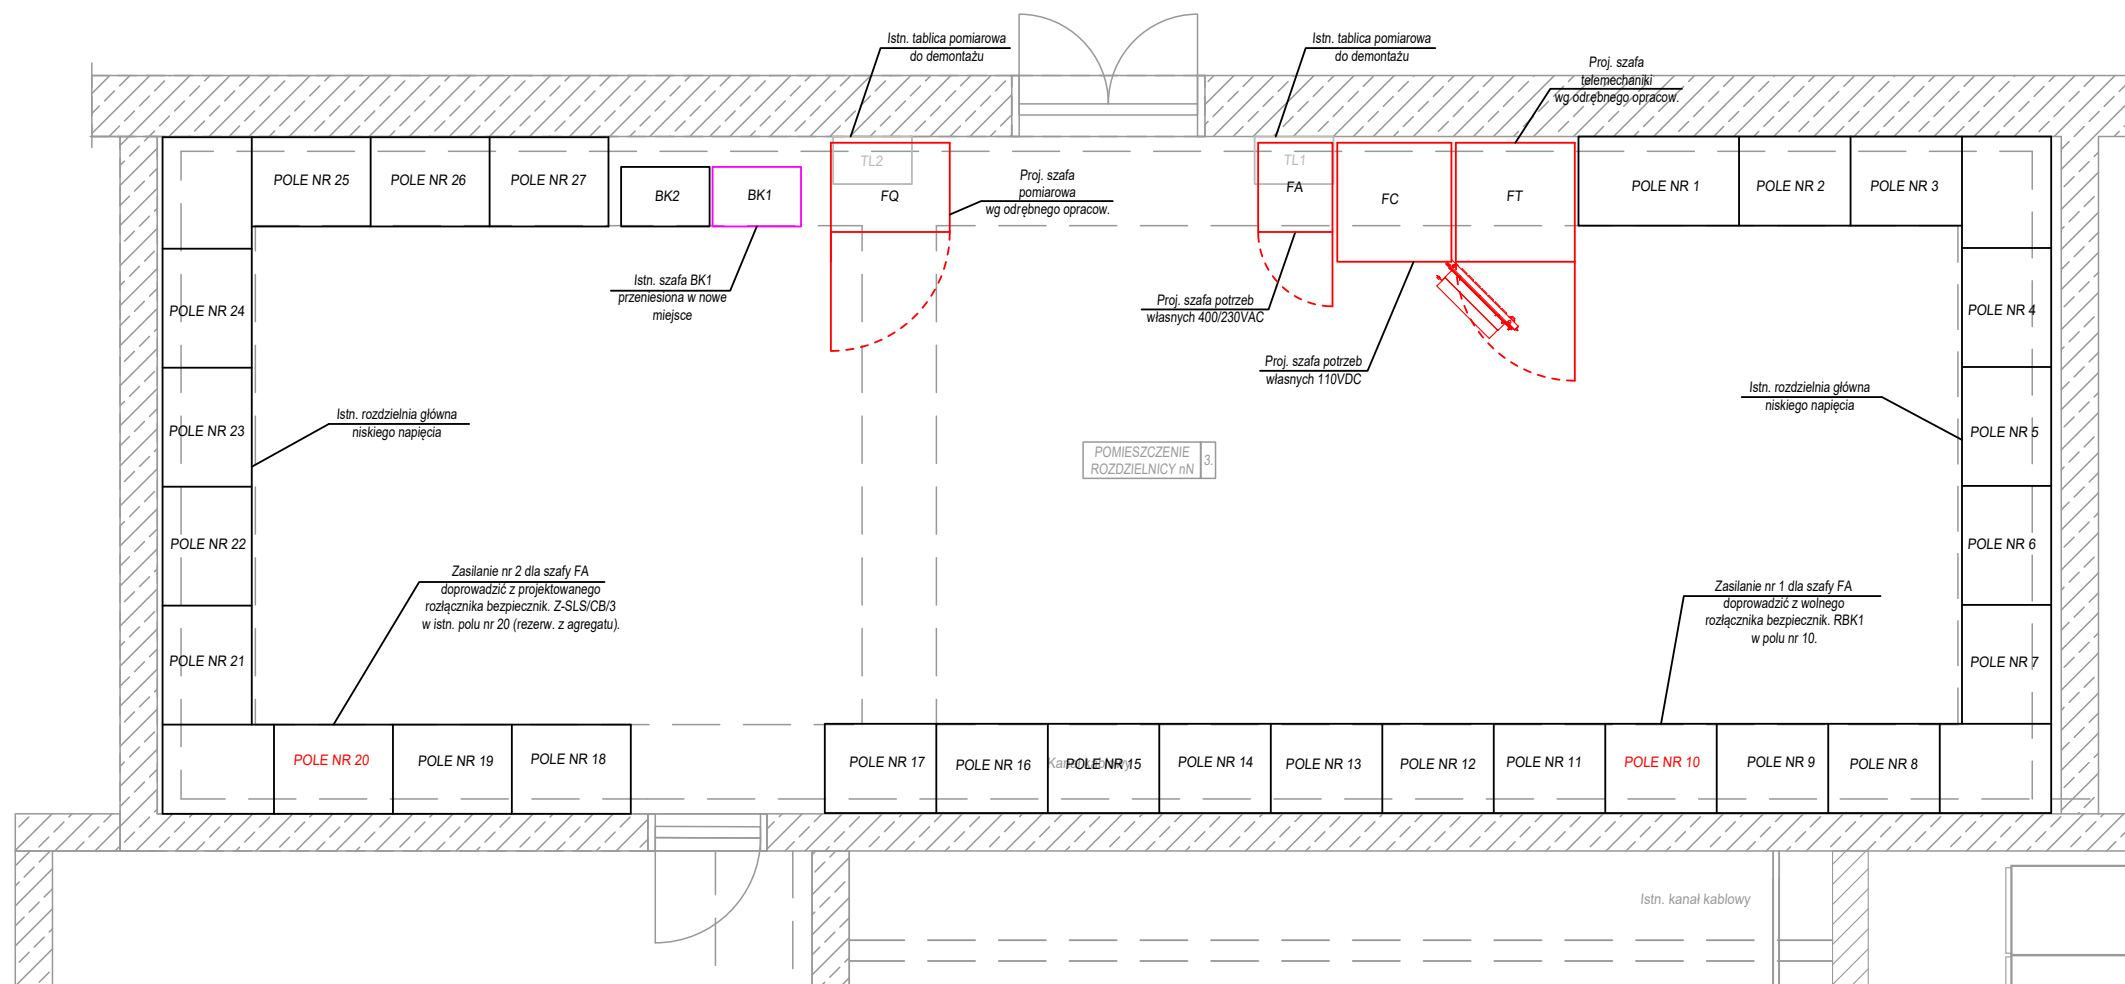 Istn. tablica pomiarowa
do demontażu
Istn. tablica pomiarowa
do demontażu
Proj. szafa
telemechaniki
wg odrębnego opracow.
POLE NR 25
POLE NR 26
POLE NR 27
BK2
BK1
TL2
FQ
Proj. szafa
pomiarowa
wg odrębnego opracow.
TL1
FA
FC
FT
POLE NR 1
POLE NR 2
POLE NR 3
Istn. szafa BK1
przeniesiona w nowe
miejsce
Proj. szafa potrzeb
własnych 400/230VAC
Proj. szafa potrzeb
własnych 110VDC
POLE NR 24
POLE NR 23
POLE NR 22
POLE NR 21
Istn. rozdzielnia główna
niskiego napięcia
POMIESZCZENIE
ROZDZIELNICY nN
3.
Istn. rozdzielnia główna
niskiego napięcia
POLE NR 4
POLE NR 5
POLE NR 6
POLE NR 7
Zasilanie nr 2 dla szafy FA
doprowadzić z projektowanego
rozłącznika bezpiecznik. Z-SLS/CB/3
w istn. polu nr 20 (rezerw. z agregatu).
Zasilanie nr 1 dla szafy FA
doprowadzić z wolnego
rozłącznika bezpiecznik. RBK1
w polu nr 10.
POLE NR 20
POLE NR 19
POLE NR 18
POLE NR 17
POLE NR 16
Kanał kablowy
POLE NR 15
POLE NR 14
POLE NR 13
POLE NR 12
POLE NR 11
POLE NR 10
POLE NR 9
POLE NR 8
Istn. kanał kablowy